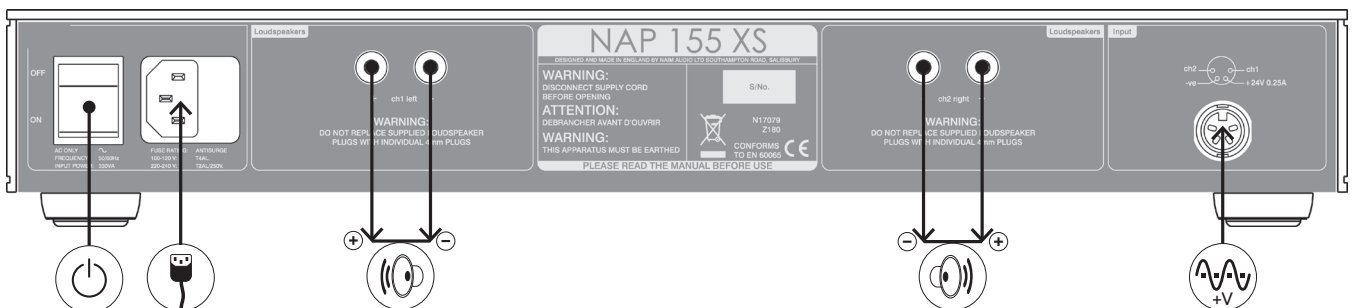 Loudspeakers
OFF
ON
AC ONLY
FREQUENCY: 50/60Hz
INPUT POWER: 250VA
FUSE RATING: ANTISURGE
100-120 V: T4AL
220-240 V: T2AL/250V
ch1 left
WARNING:
DO NOT REPLACE SUPPLIED LOUDSPEAKER
PLUGS WITH INDIVIDUAL 4mm PLUGS
NAP 155 XS
DESIGNED AND MADE IN ENGLAND BY NAIM AUDIO LTD SOUTHAMPTON ROAD, SALISBURY
WARNING:
DISCONNECT SUPPLY CORD
BEFORE OPENING
ATTENTION:
DEBRANCHER AVANT D'OUVRIR
WARNING:
THIS APPARATUS MUST BE EARTHED
S/No.
N17079
Z180
CONFORMS
TO EN 60065
CE
PLEASE READ THE MANUAL BEFORE USE
Loudspeakers
ch2 right
WARNING:
DO NOT REPLACE SUPPLIED LOUDSPEAKER
PLUGS WITH INDIVIDUAL 4mm PLUGS
Input
ch2
ch1
-ve
+24V 0.25A
+
−
−
+
+V